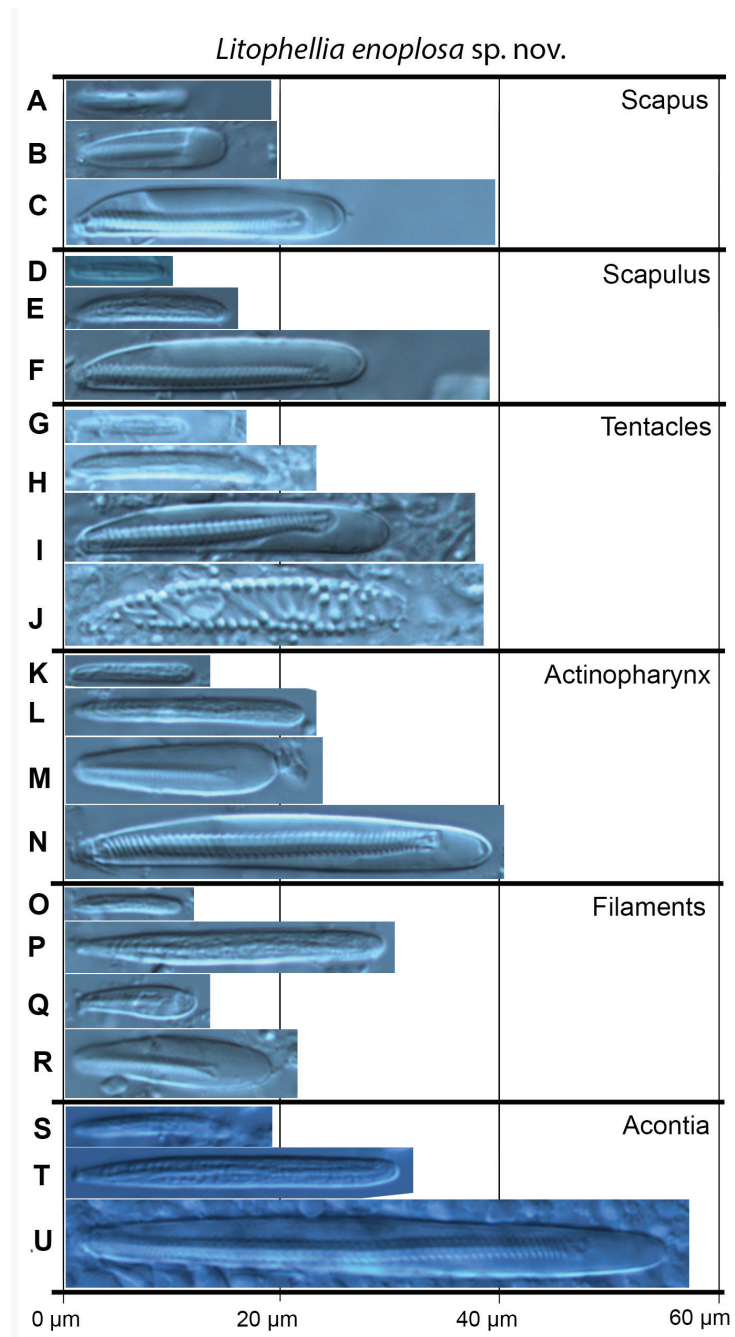 Litophellia enoplosa sp. nov.
A
Scapus
B
C
D
Scapulus
E
F
G
Tentacles
H
I
J
K
Actinopharynx
L
M
N
O
Filaments
P
Q
R
S
Acontia
T
U
0 µm 20 µm 40 µm 60 µm